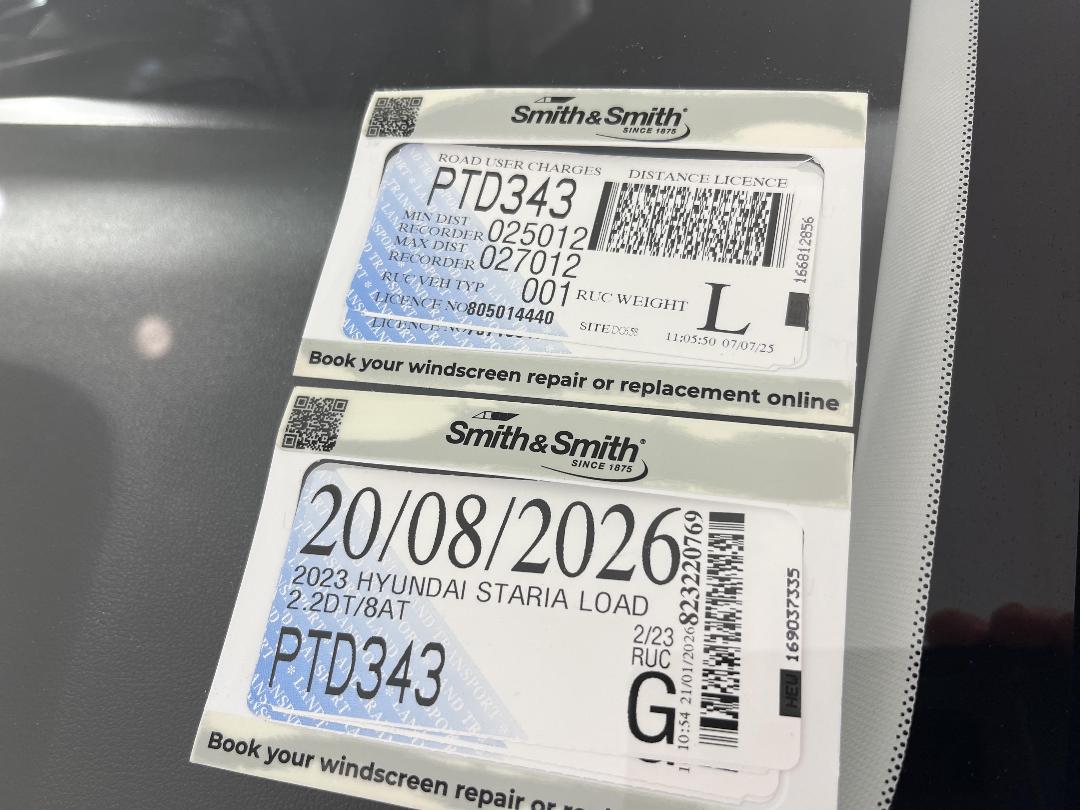 Smith&Smith®
SINCE 1875
ROAD USER CHARGES DISTANCE LICENCE
PTD343
MIN DIST
RECORDER 025012
MAX DIST
RECORDER 027012
RUC VEH TYP 001 RUC WEIGHT L
LICENCE NO 805014440
SITE 11:05:50 07/07/25
LICENCE NO
166812856
Book your windscreen repair or replacement online
Smith&Smith®
SINCE 1875
20/08/2026
2023 HYUNDAI STARIA LOAD
2.2DT/8AT
2/23
RUC
PTD343
G
10:54 21/01/2026 823220769
169037335
Book your windscreen repair or